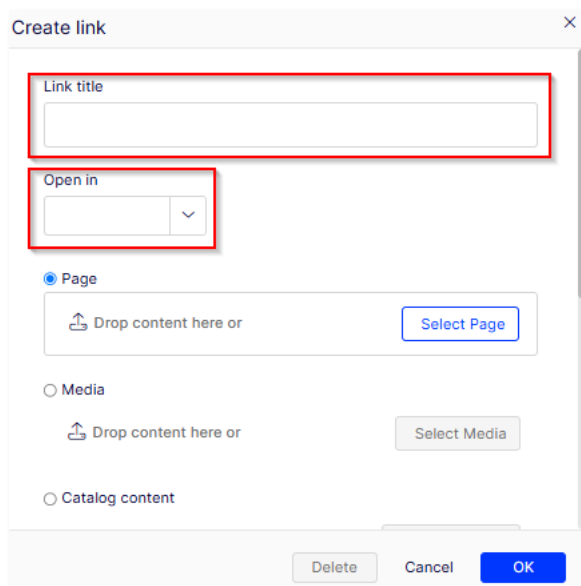 Create link
Link title
Open in
Page
Drop content here or
Select Page
Media
Drop content here or
Select Media
Catalog content
Delete
Cancel
OK